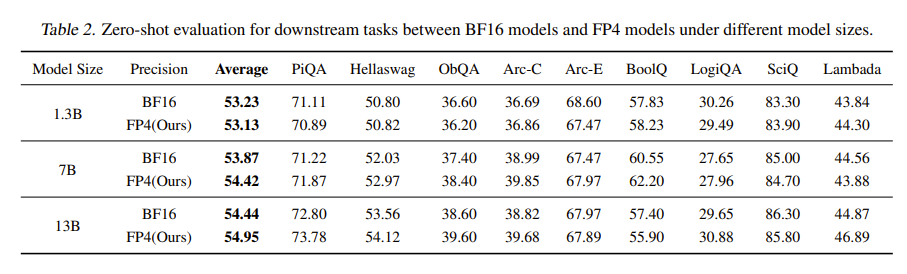 Table 2. Zero-shot evaluation for downstream tasks between BF16 models and FP4 models under different model sizes.
Model Size Precision Average PiQA Hellaswag ObQA Arc-C Arc-E BoolQ LogiQA SciQ Lambada
1.3B
BF16 53.23 71.11 50.80 36.60 36.69 68.60 57.83 30.26 83.30 43.84
FP4(Ours) 53.13 70.89 50.82 36.20 36.86 67.47 58.23 29.49 83.90 44.30
7B
BF16 53.87 71.22 52.03 37.40 38.99 67.47 60.55 27.65 85.00 44.56
FP4(Ours) 54.42 71.87 52.97 38.40 39.85 67.97 62.20 27.96 84.70 43.88
13B
BF16 54.44 72.80 53.56 38.60 38.82 67.97 57.40 29.65 86.30 44.87
FP4(Ours) 54.95 73.78 54.12 39.60 39.68 67.89 55.90 30.88 85.80 46.89